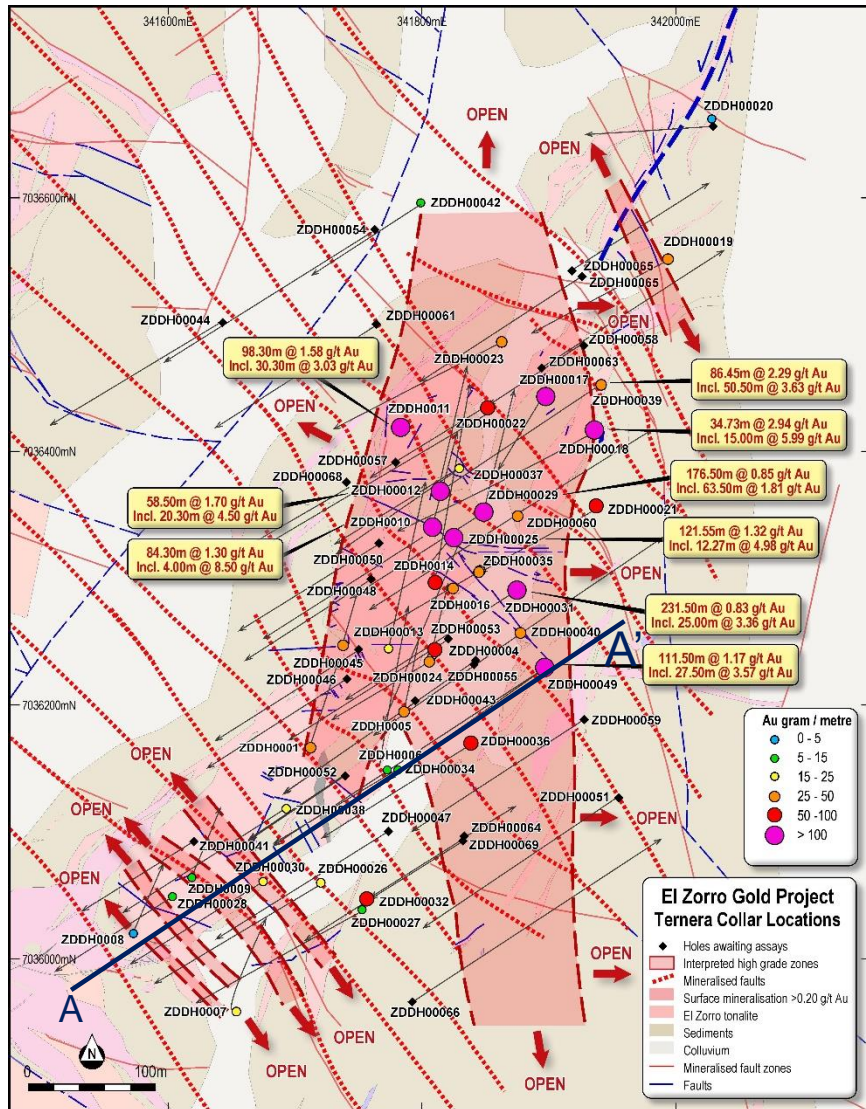 341600mE
341800mE
342000mE
ZDDH00020
OPEN
OPEN
7036600mN
ZDDH00042
ZDDH00054
ZDDH00019
ZDDH00065
ZDDH00065
ZDDH00044
ZDDH00061
OPEN
ZDDH00058
98.30m @ 1.58 g/t Au
Incl. 30.30m @ 3.03 g/t Au
ZDDH00023
ZDDH00063
ZDDH00017
86.45m @ 2.29 g/t Au
Incl. 50.50m @ 3.63 g/t Au
OPEN
ZDDH00039
ZDDH0011
ZDDH00022
34.73m @ 2.94 g/t Au
Incl. 15.00m @ 5.99 g/t Au
7036400mN
ZDDH00018
ZDDH00057
ZDDH00037
ZDDH00068
176.50m @ 0.85 g/t Au
Incl. 63.50m @ 1.81 g/t Au
ZDDH00012
ZDDH00029
58.50m @ 1.70 g/t Au
Incl. 20.30m @ 4.50 g/t Au
ZDDH00021
ZDDH0010
ZDDH00060
121.55m @ 1.32 g/t Au
Incl. 12.27m @ 4.98 g/t Au
ZDDH00025
84.30m @ 1.30 g/t Au
Incl. 4.00m @ 8.50 g/t Au
ZDDH00050
ZDDH0014
ZDDH00035
OPEN
ZDDH00048
ZDDH0016
ZDDH00031
231.50m @ 0.83 g/t Au
Incl. 25.00m @ 3.36 g/t Au
ZDDH00013
ZDDH00053
ZDDH00040
A'
ZDDH00045
ZDDH00004
111.50m @ 1.17 g/t Au
Incl. 27.50m @ 3.57 g/t Au
ZDDH00046
ZDDH00024
ZDDH00055
ZDDH00049
7036200mN
ZDDH00043
ZDDH0005
ZDDH00059
ZDDH0001
ZDDH0006
ZDDH00036
OPEN
ZDDH00052
ZDDH00034
ZDDH00051
OPEN
ZDDH00038
OPEN
ZDDH00047
ZDDH00064
ZDDH00041
ZDDH00069
OPEN
ZDDH00030
ZDDH00026
ZDDH0009
ZDDH00028
ZDDH00032
ZDDH00027
ZDDH0008
7036000mN
OPEN
A
OPEN
ZDDH0007
ZDDH00066
OPEN
OPEN
OPEN
N
0
100m
Au gram / metre
0 - 5
5 - 15
15 - 25
25 - 50
50 -100
> 100
El Zorro Gold Project
Ternera Collar Locations
Holes awaiting assays
Interpreted high grade zones
Mineralised faults
Surface mineralisation >0.20 g/t Au
El Zorro tonalite
Sediments
Colluvium
Mineralised fault zones
Faults